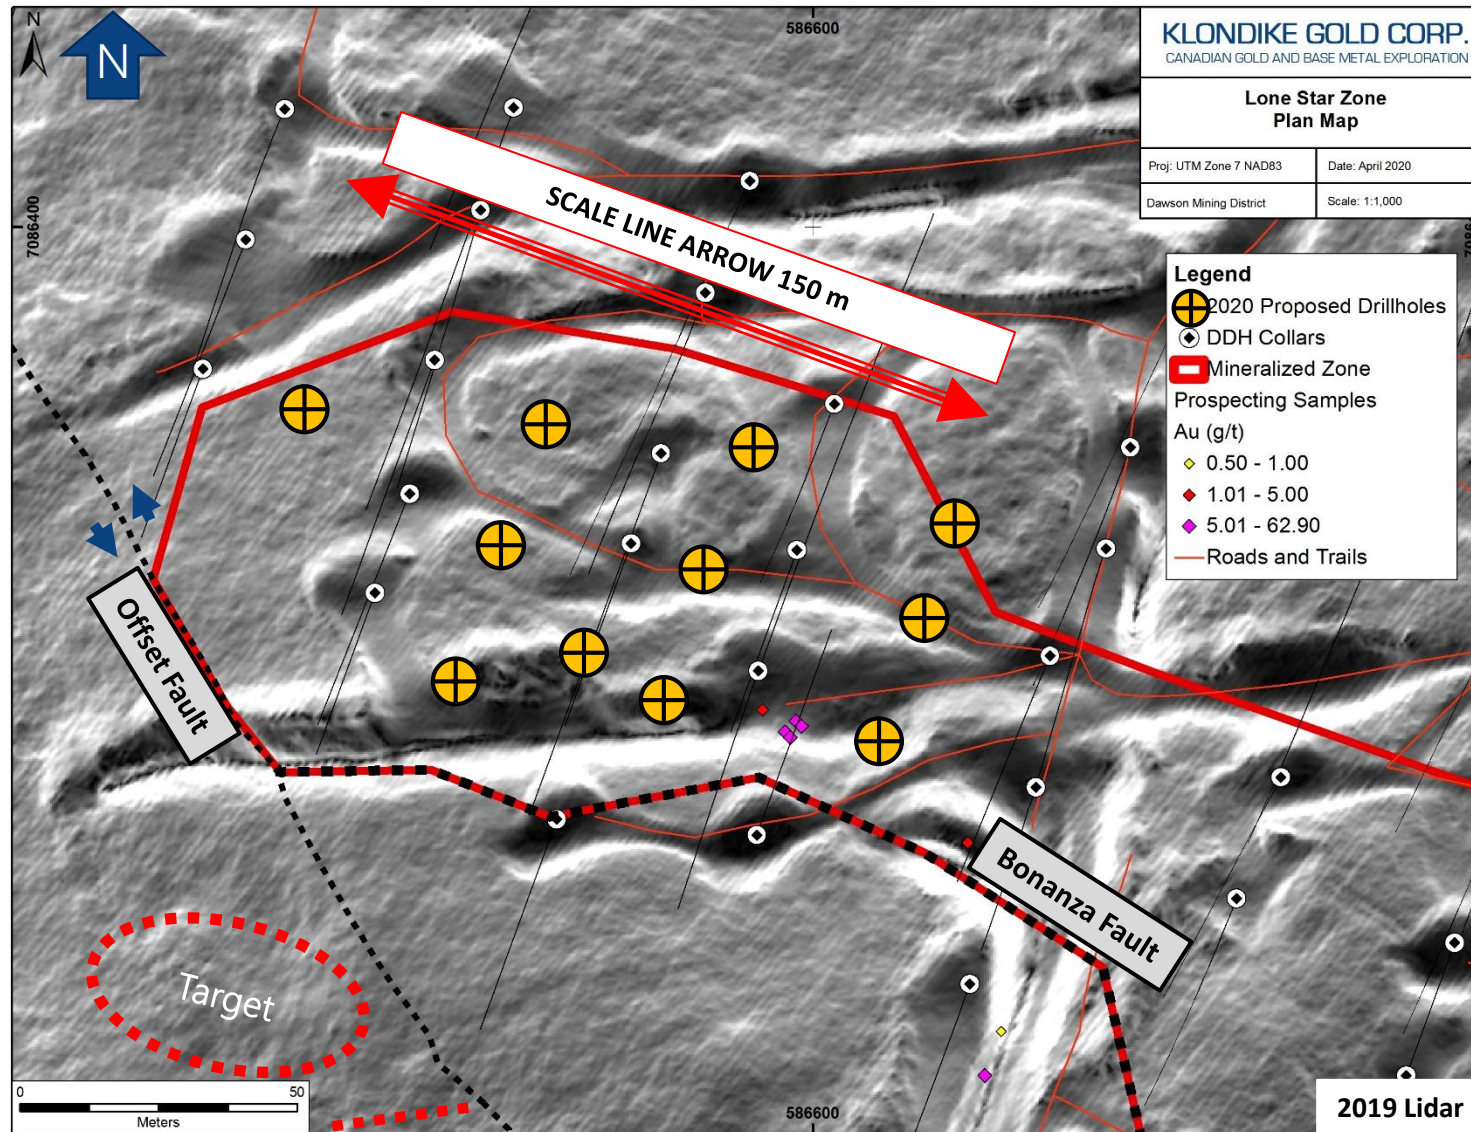 N
N
586600
KLONDIKE GOLD CORP.
CANADIAN GOLD AND BASE METAL EXPLORATION
Lone Star Zone
Plan Map
Proj: UTM Zone 7 NAD83
Date: April 2020
Dawson Mining District
Scale: 1:1,000
7086400
SCALE LINE ARROW 150 m
Legend
2020 Proposed Drillholes
DDH Collars
Mineralized Zone
Prospecting Samples
Au (g/t)
0.50 - 1.00
1.01 - 5.00
5.01 - 62.90
Roads and Trails
Offset Fault
Bonanza Fault
Target
0
50
Meters
586600
2019 Lidar